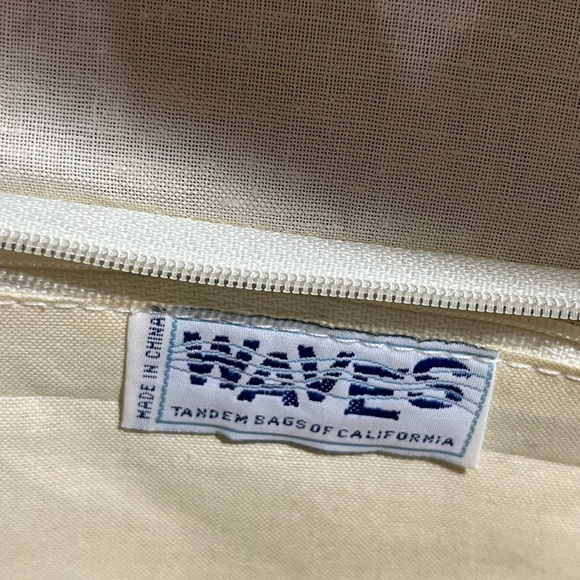 MADE IN CHINA
WAVES
TANDEM BAGS OF CALIFORNIA